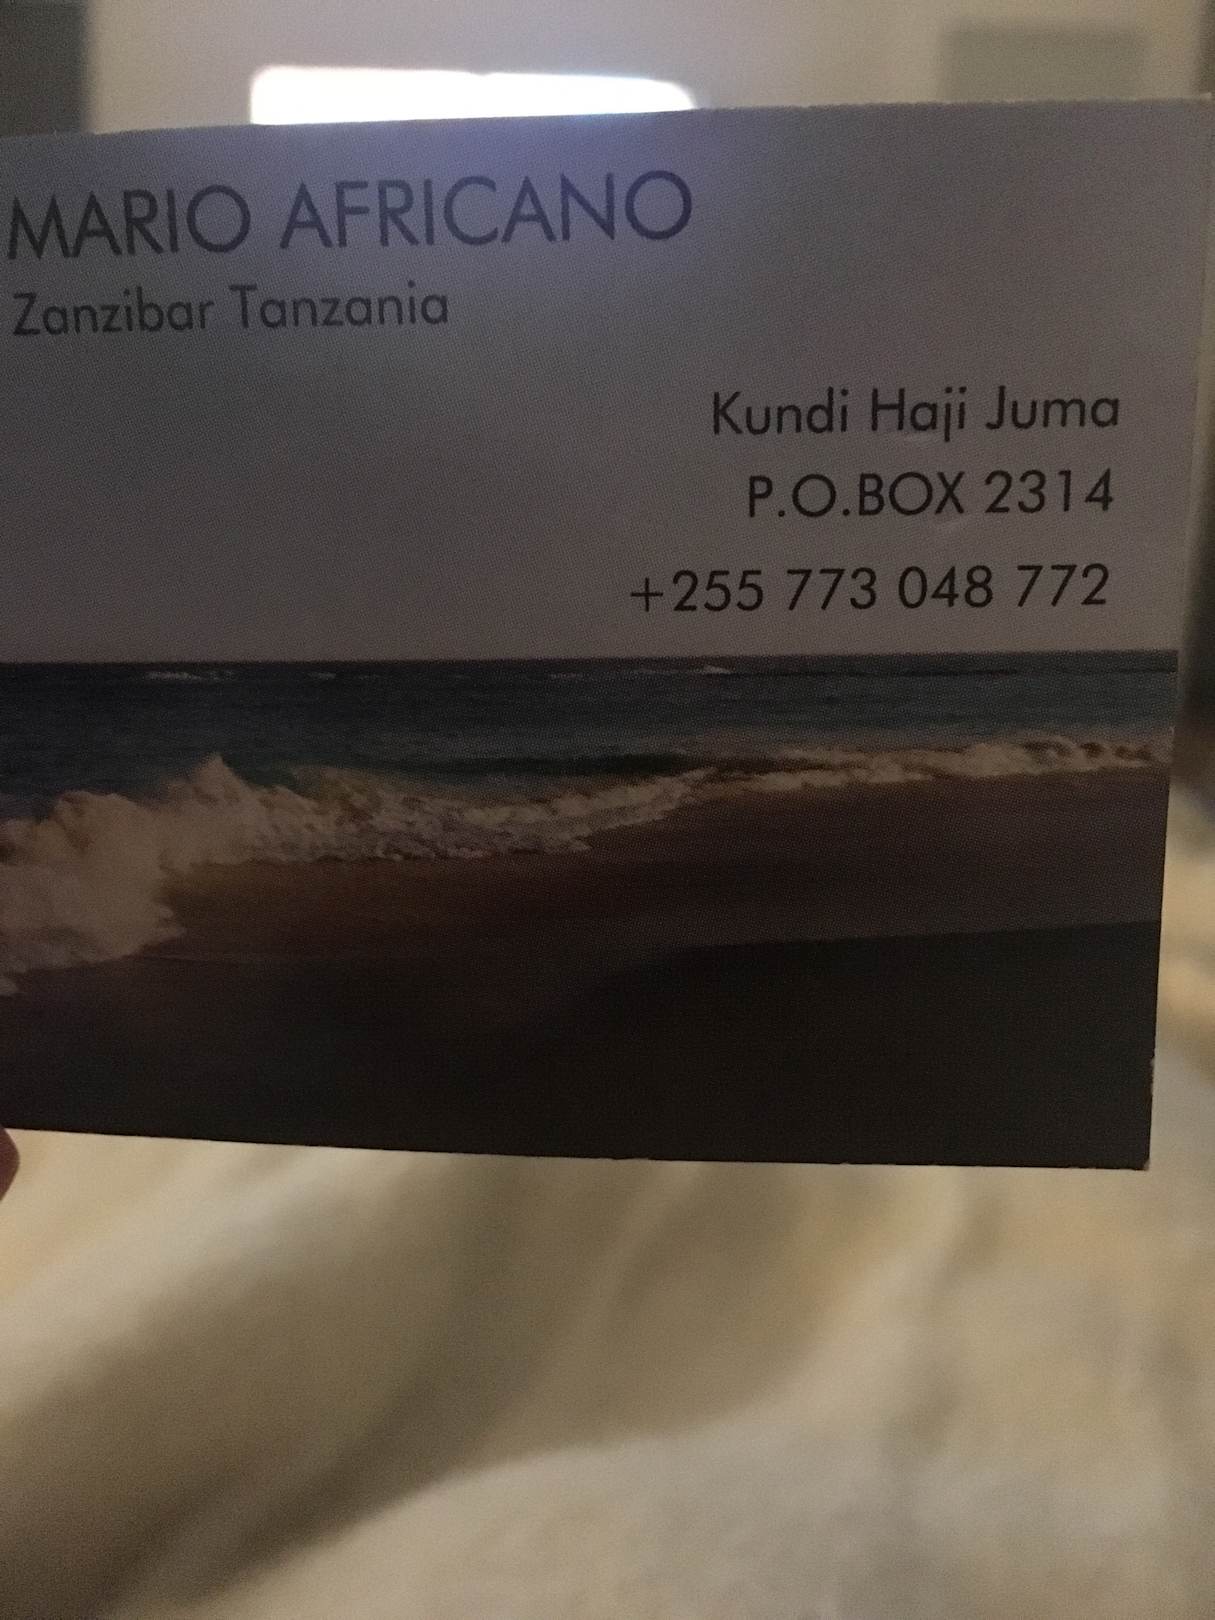 MARIO AFRICANO
Zanzibar Tanzania
Kundi Haji Juma
P.O.BOX 2314
+255 773 048 772